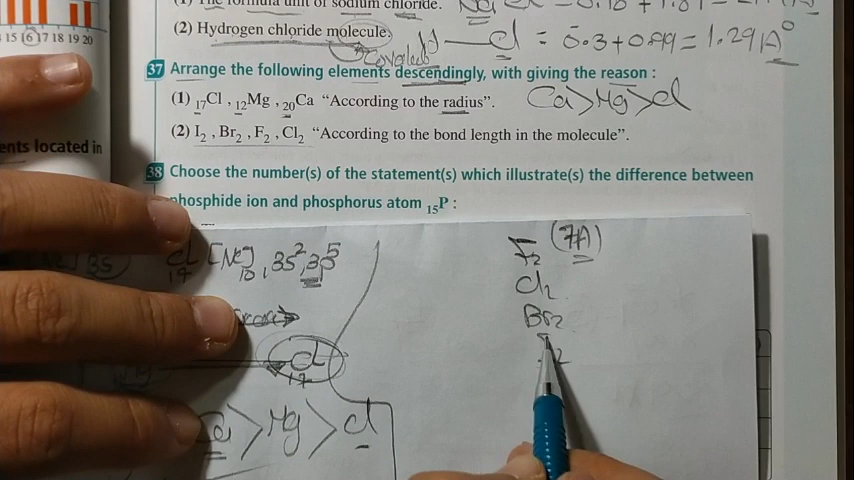 (1) The formula unit of sodium chloride.
(2) Hydrogen chloride molecule. H — Cl = 0.3 + 0.99 = 1.29 A°
Covalent
15 16 17 18 19 20
37 Arrange the following elements descendingly, with giving the reason :
(1) 17Cl , 12Mg , 20Ca "According to the radius". Ca > Mg > Cl
(2) I2 , Br2 , F2 , Cl2 "According to the bond length in the molecule".
ents located in
38 Choose the number(s) of the statement(s) which illustrate(s) the difference between
phosphide ion and phosphorus atom 15P :
Cl 17 [Ne] 10, 3S2, 3P5
F2 (7A)
Cl2
Br2
Cl 17
Ca > Mg > Cl